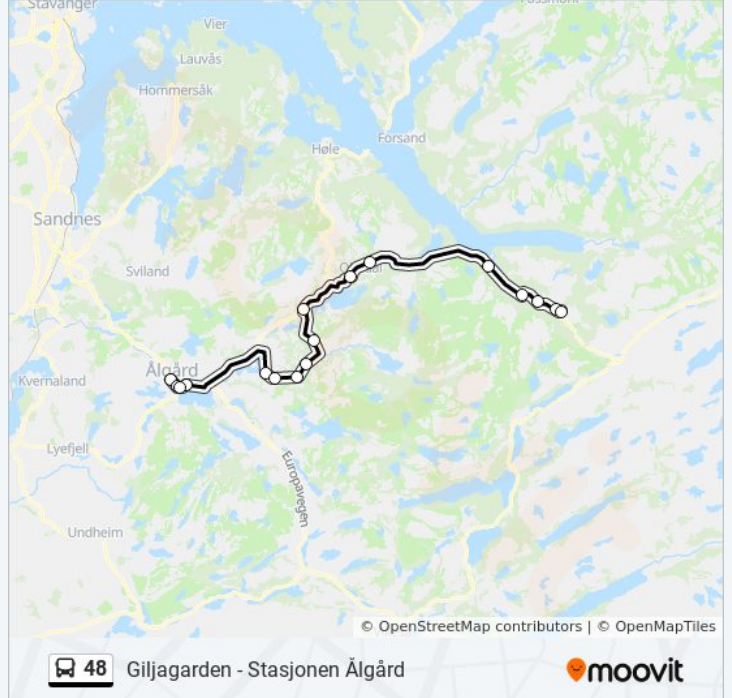 Stavanger
Vier
Lauvås
Hommersåk
Forsand
Høle
Sandnes
Sviland
Ålgård
Kvernaland
Lyefjell
Europavegen
Undheim
© OpenStreetMap contributors | © OpenMapTiles
48 Giljagarden - Stasjonen Ålgård
moovit